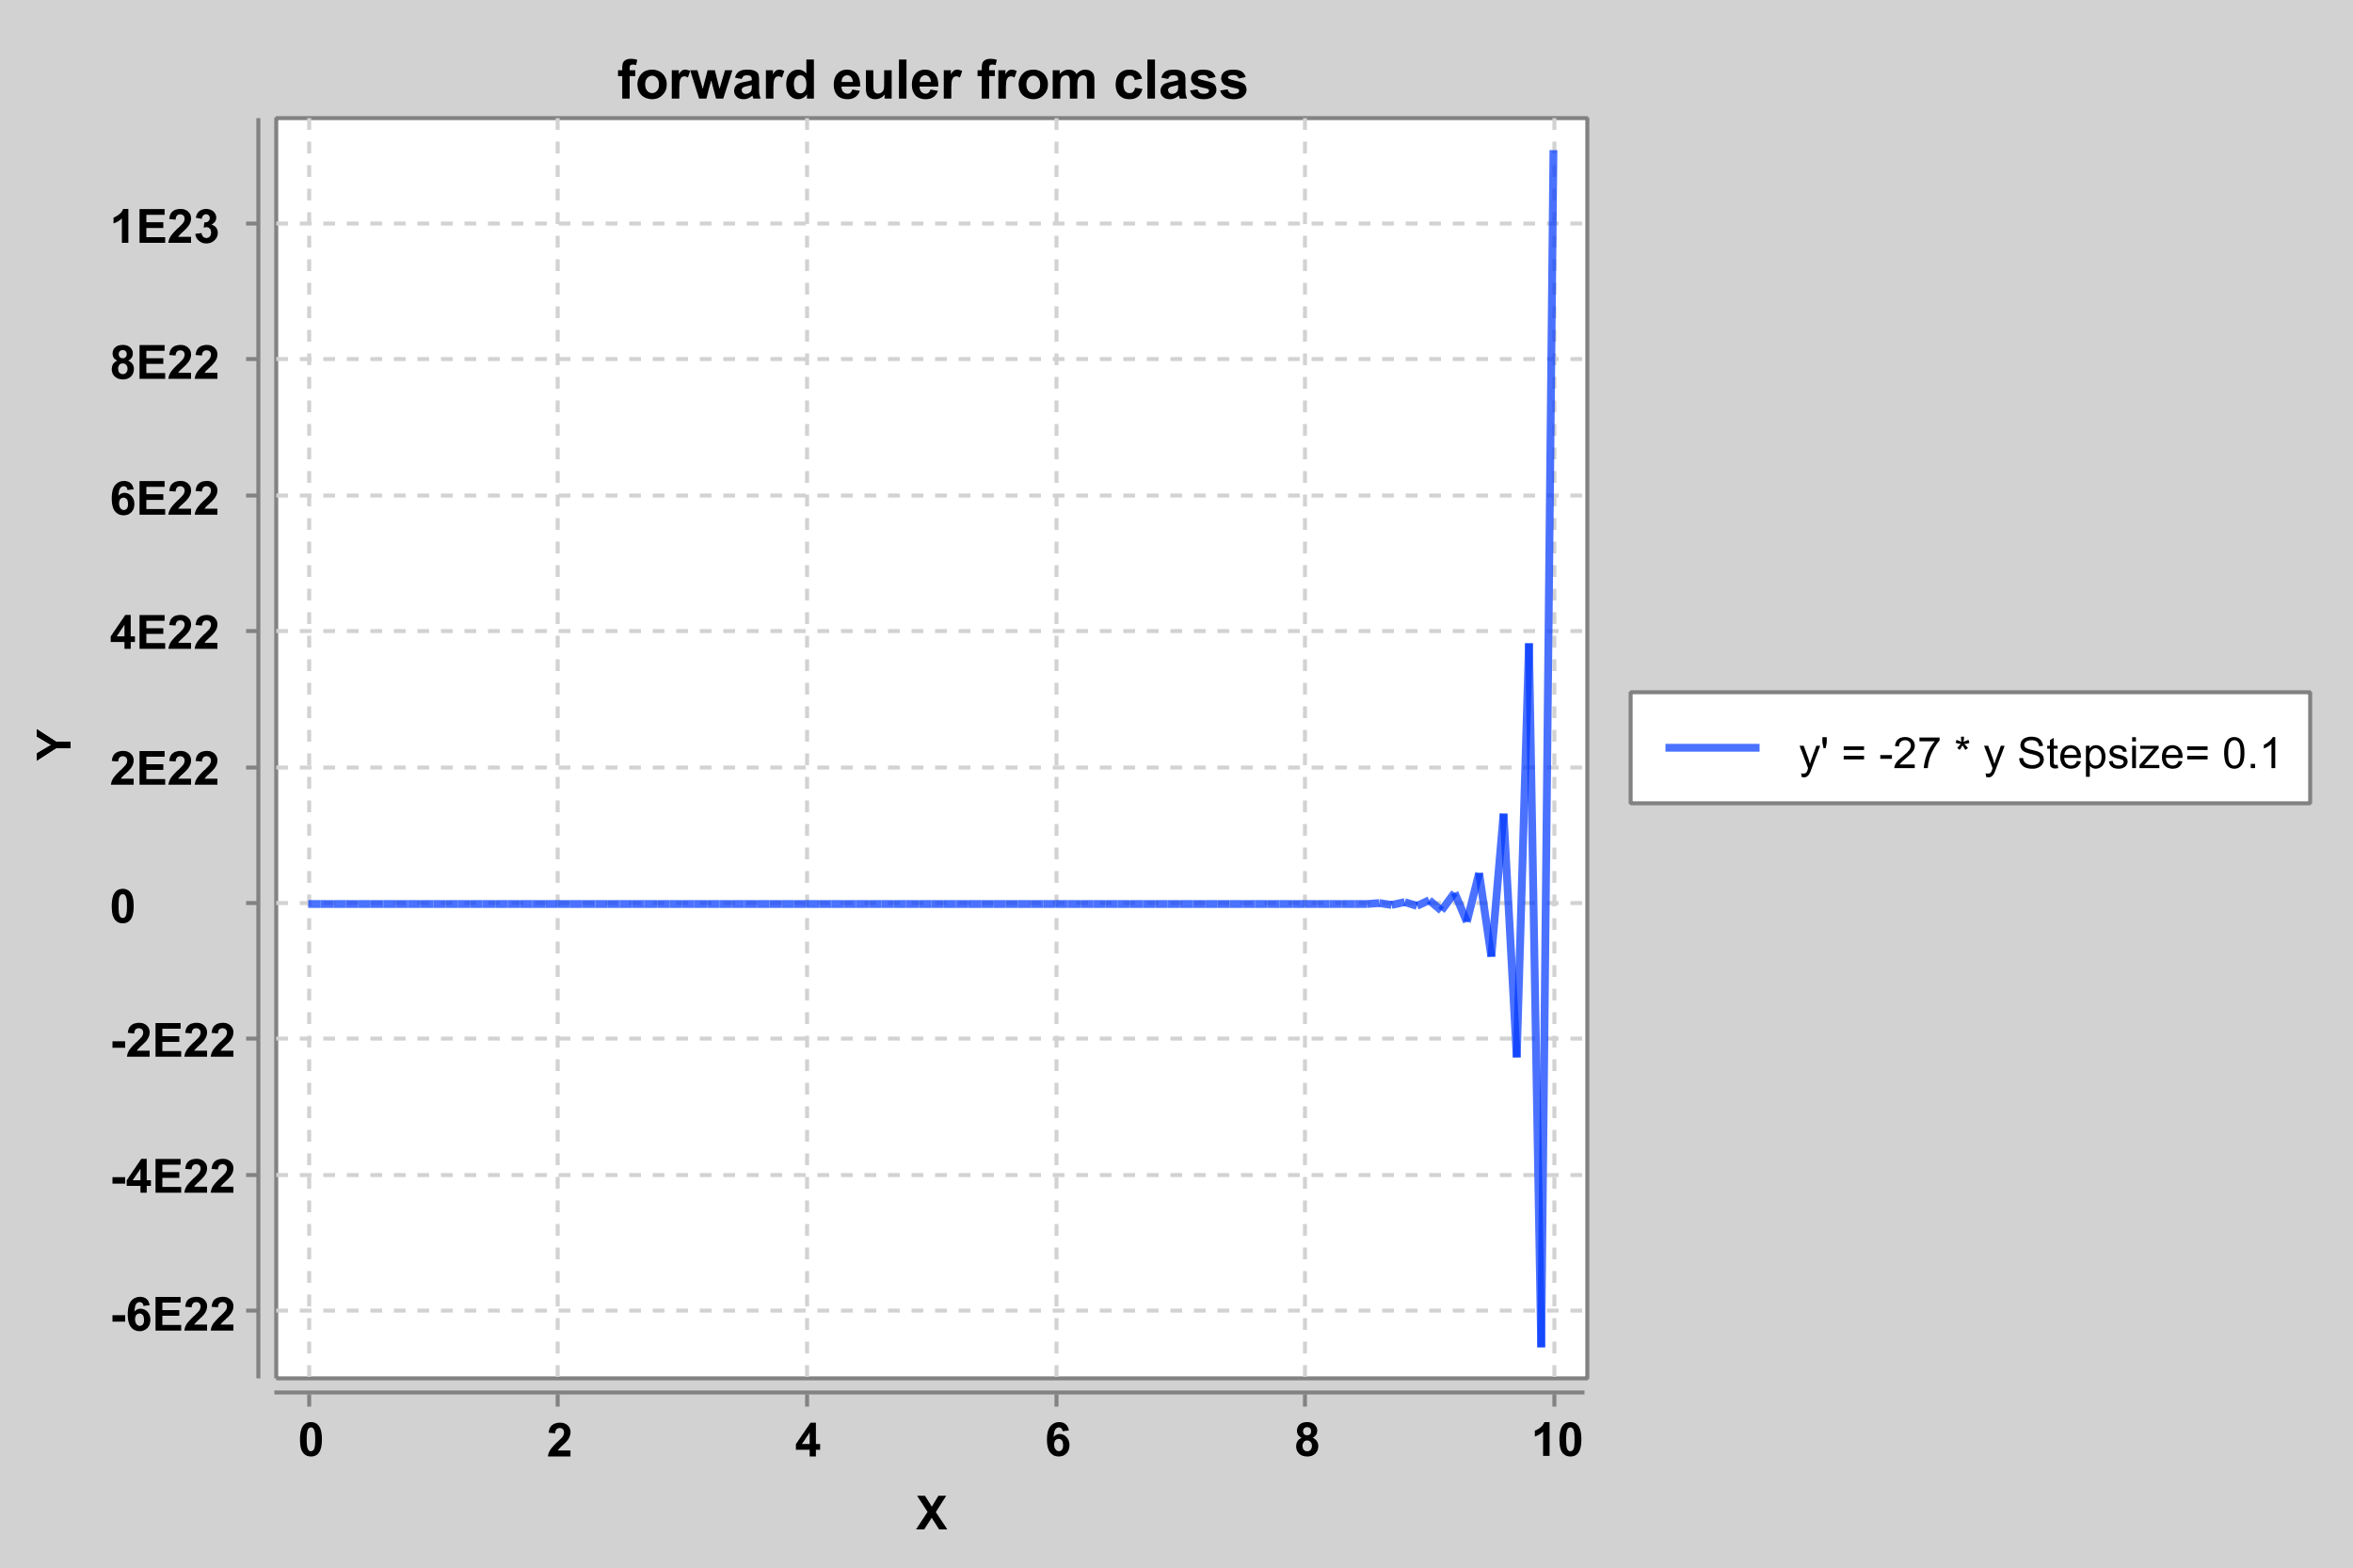 forward euler from class
1E23
8E22
6E22
4E22
2E22
0
-2E22
-4E22
-6E22
Y
0 2 4 6 8 10
X
y' = -27 * y Stepsize= 0.1